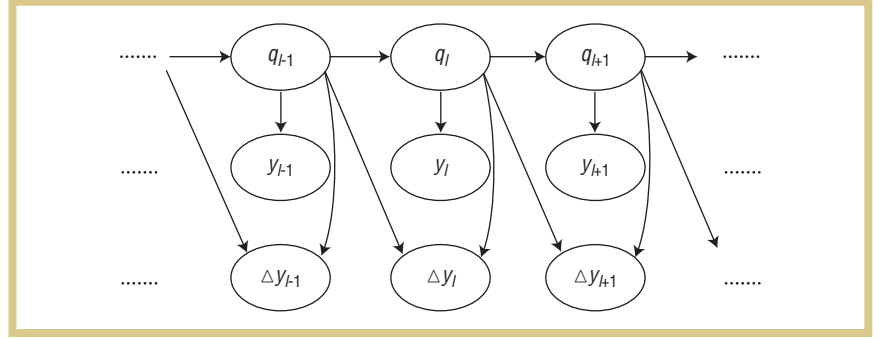 ....... q_{l-1} q_l q_{l+1} .......
....... y_{l-1} y_l y_{l+1} .......
....... △y_{l-1} △y_l △y_{l+1} .......